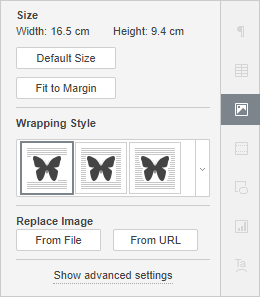 Size
Width: 16.5 cm Height: 9.4 cm
Default Size
Fit to Margin
Wrapping Style
Replace Image
From File From URL
Show advanced settings